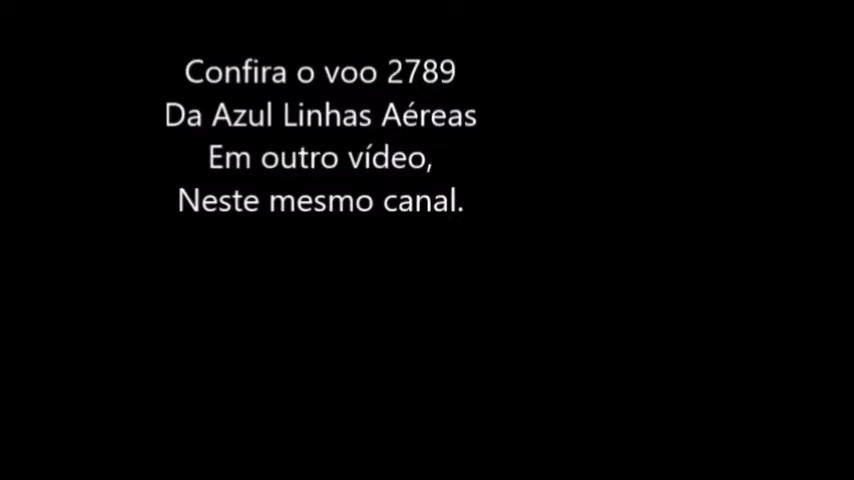 Confira o voo 2789
Da Azul Linhas Aéreas
Em outro vídeo,
Neste mesmo canal.